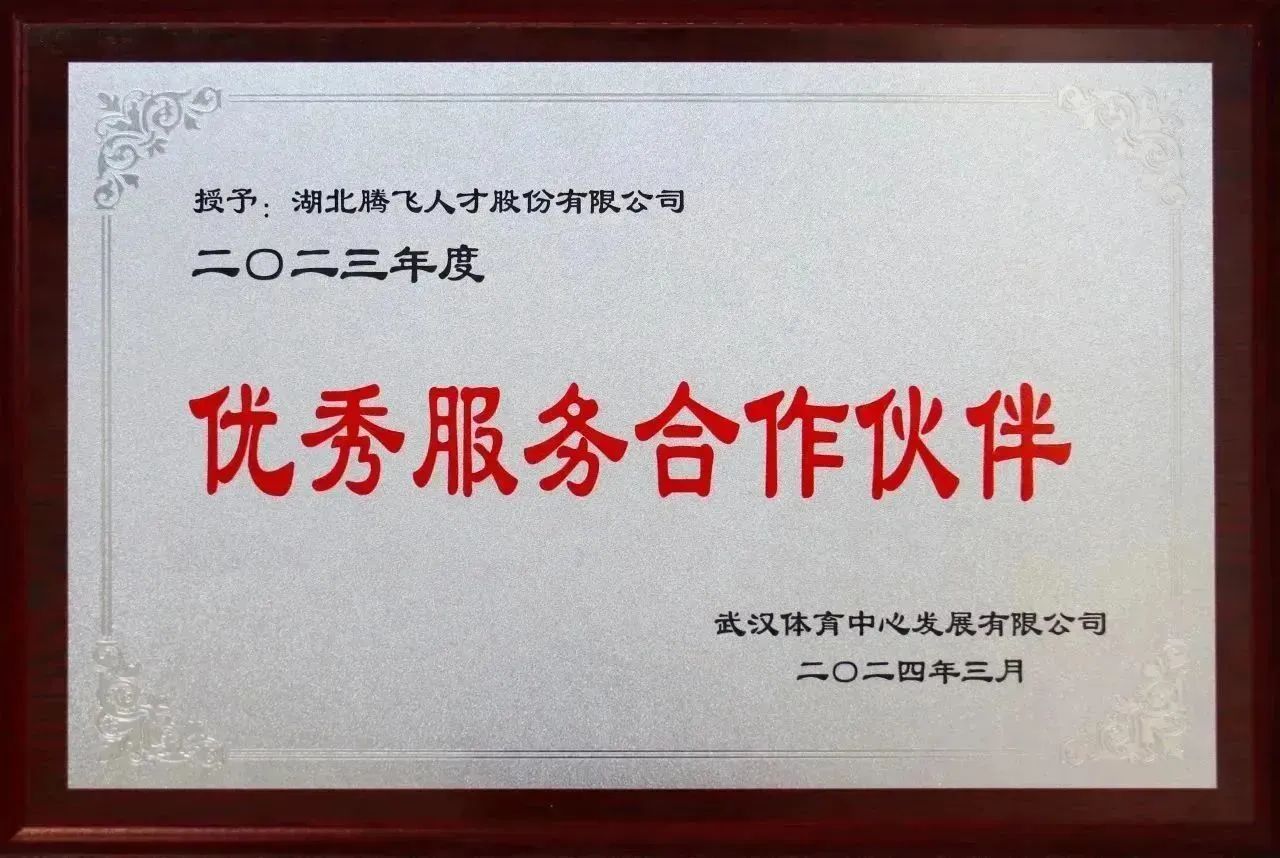 授予：湖北腾飞人才股份有限公司
二〇二三年度
优秀服务合作伙伴
武汉体育中心发展有限公司
二〇二四年三月